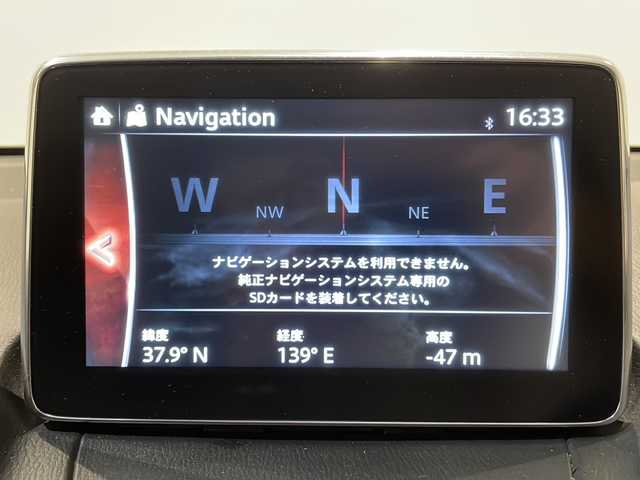 Navigation 16:33
W NW N NE E
ナビゲーションシステムを利用できません。
純正ナビゲーションシステム専用の
SDカードを装着してください。
緯度 経度 高度
37.9° N 139° E -47 m